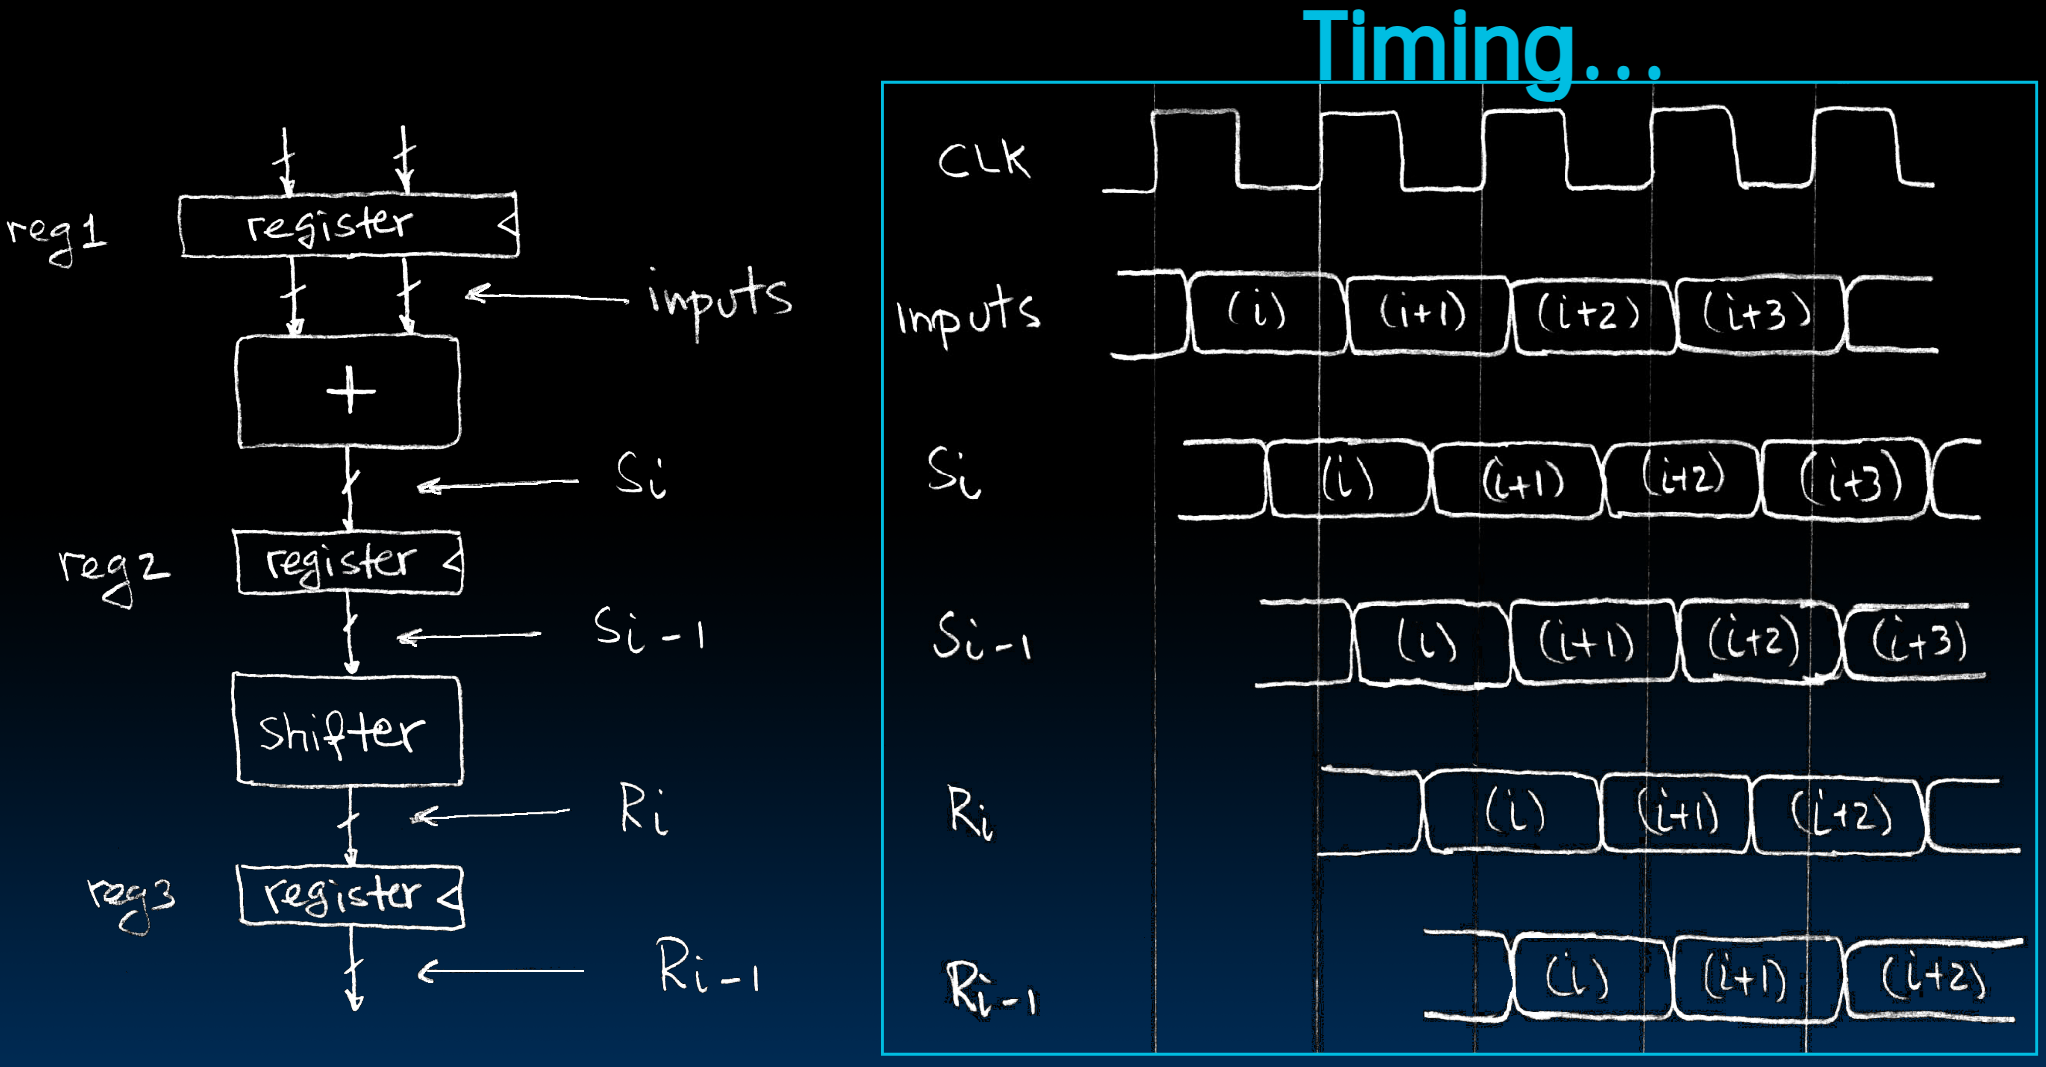 Timing...
reg1
register
inputs
+
Si
reg2
register
Si-1
shifter
Ri
reg3
register
Ri-1
CLK
Inputs
(i)
(i+1)
(i+2)
(i+3)
Si
(i)
(i+1)
(i+2)
(i+3)
Si-1
(i)
(i+1)
(i+2)
(i+3)
Ri
(i)
(i+1)
(i+2)
Ri-1
(i)
(i+1)
(i+2)